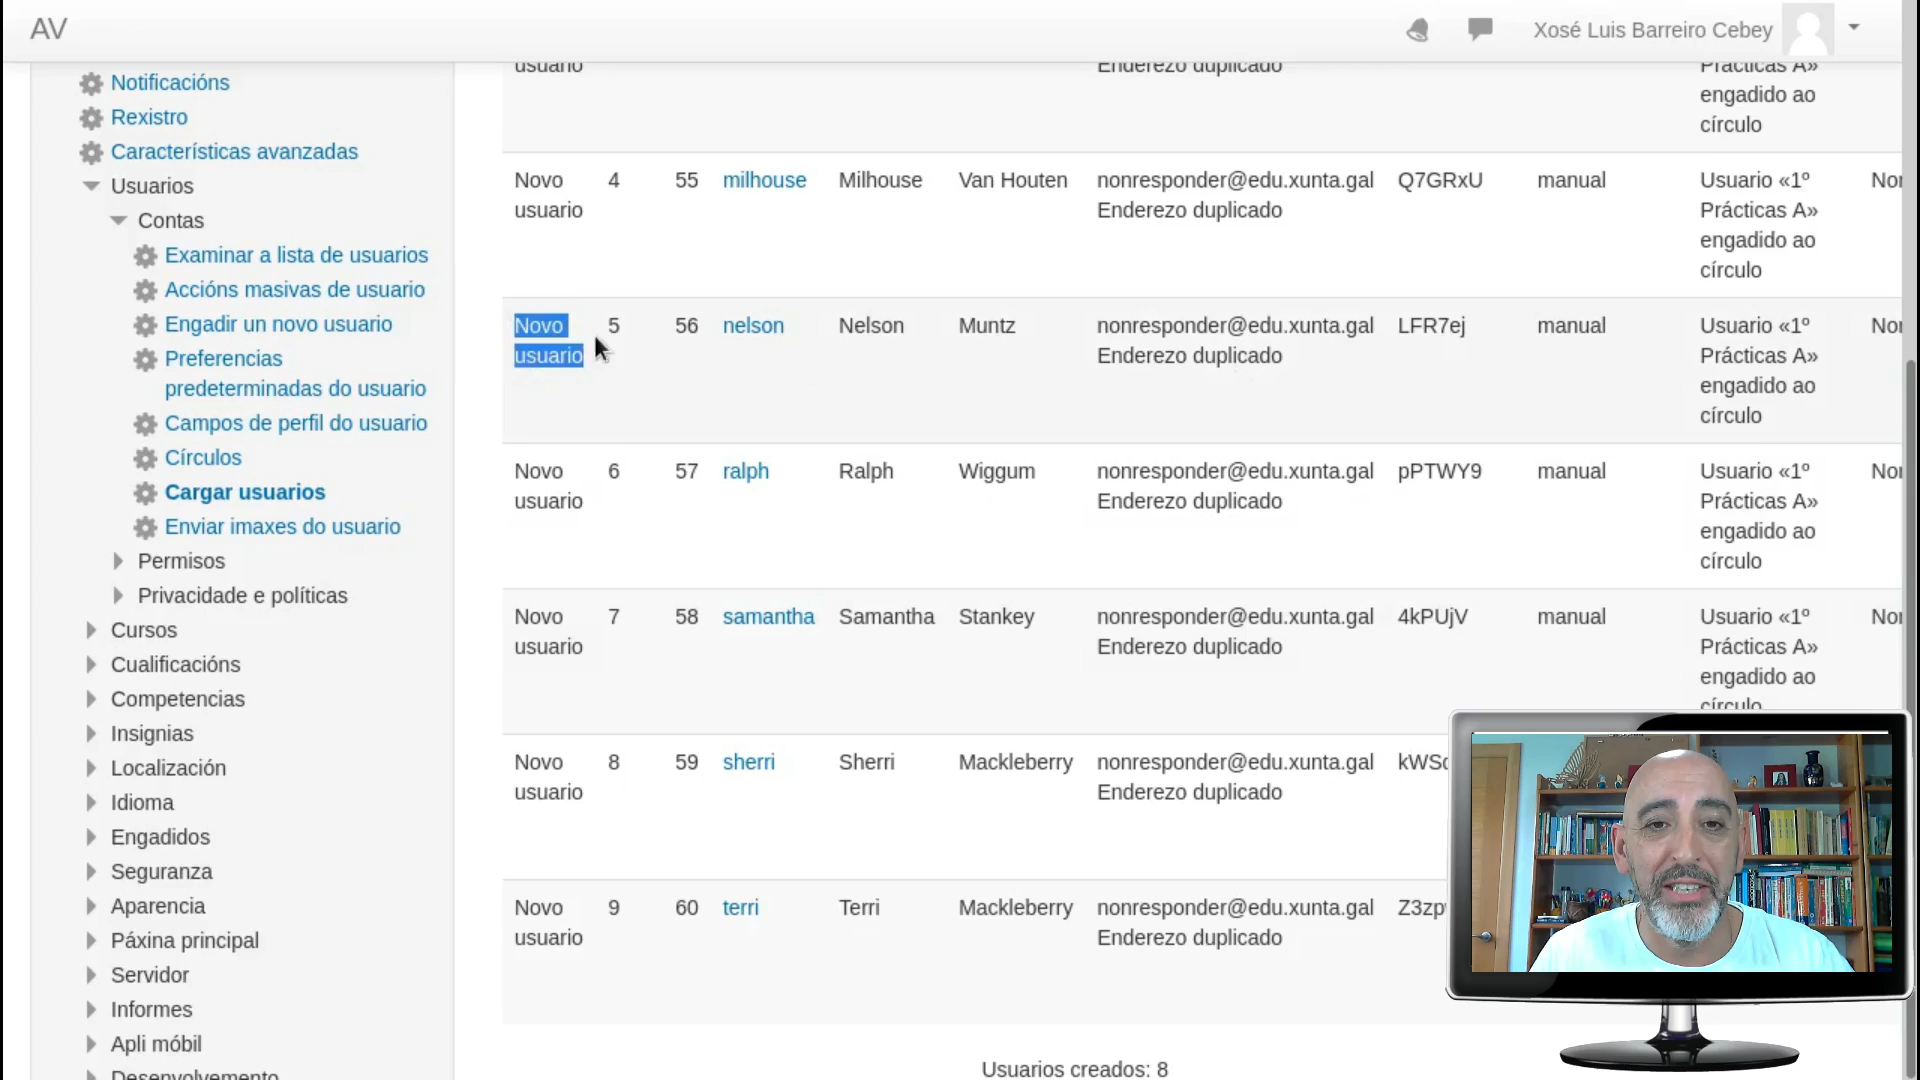 AV
Xosé Luis Barreiro Cebey
Notificacións
Rexistro
Características avanzadas
Usuarios
Contas
Examinar a lista de usuarios
Accións masivas de usuario
Engadir un novo usuario
Preferencias
predeterminadas do usuario
Campos de perfil do usuario
Círculos
Cargar usuarios
Enviar imaxes do usuario
Permisos
Privacidade e políticas
Cursos
Cualificacións
Competencias
Insignias
Localización
Idioma
Engadidos
Seguranza
Aparencia
Páxina principal
Servidor
Informes
Apli móbil
Desenvolvemento
usuario Enderezo duplicado Prácticas A»
engadido ao
círculo
Novo 4 55 milhouse Milhouse Van Houten nonresponder@edu.xunta.gal Q7GRxU manual Usuario «1º
usuario Enderezo duplicado Prácticas A»
engadido ao
círculo
Novo 5 56 nelson Nelson Muntz nonresponder@edu.xunta.gal LFR7ej manual Usuario «1º
usuario Enderezo duplicado Prácticas A»
engadido ao
círculo
Novo 6 57 ralph Ralph Wiggum nonresponder@edu.xunta.gal pPTWY9 manual Usuario «1º
usuario Enderezo duplicado Prácticas A»
engadido ao
círculo
Novo 7 58 samantha Samantha Stankey nonresponder@edu.xunta.gal 4kPUjV manual Usuario «1º
usuario Enderezo duplicado Prácticas A»
engadido ao
círculo
Novo 8 59 sherri Sherri Mackleberry nonresponder@edu.xunta.gal
usuario Enderezo duplicado
Novo 9 60 terri Terri Mackleberry nonresponder@edu.xunta.gal
usuario Enderezo duplicado
Usuarios creados: 8